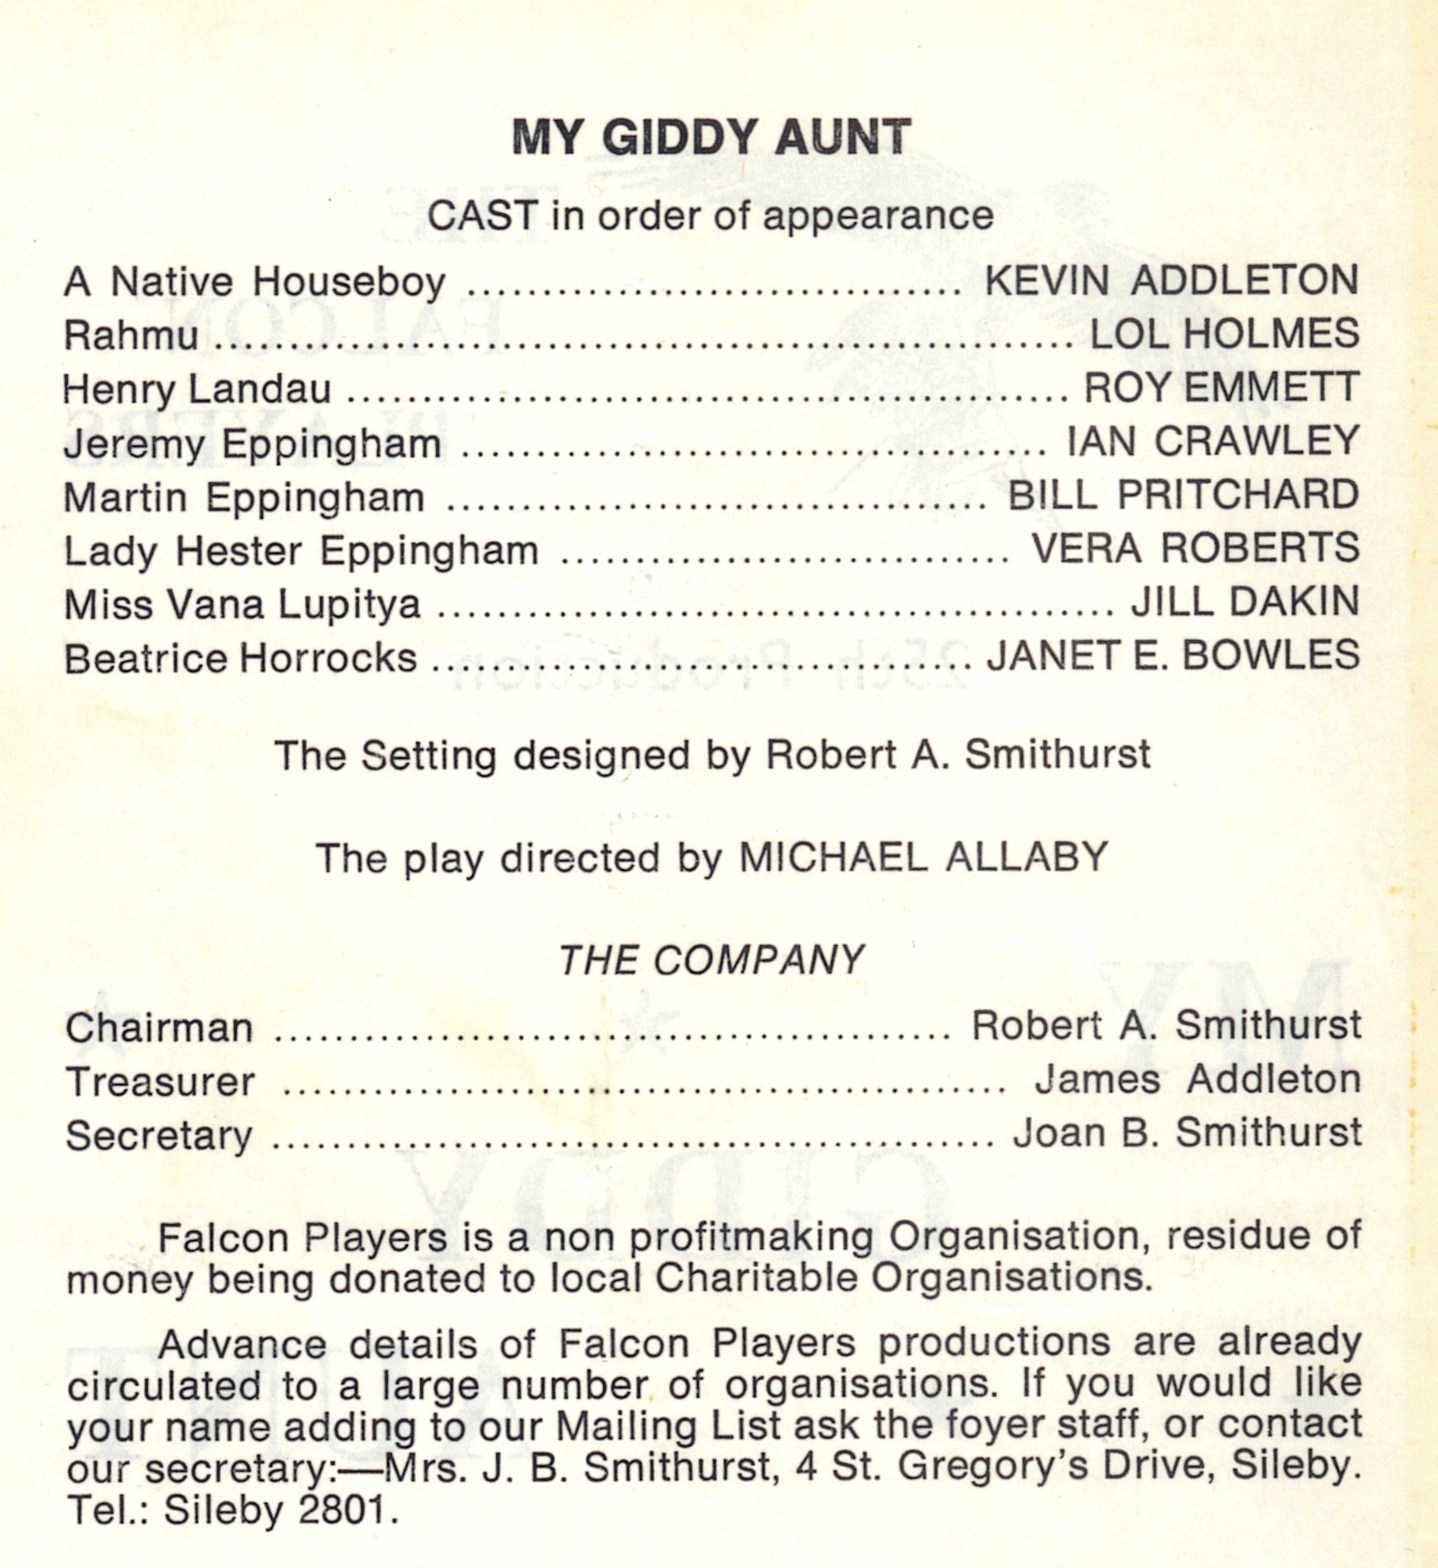 MY GIDDY AUNT
CAST in order of appearance
A Native Houseboy ................................. KEVIN ADDLETON
Rahmu ......................................................... LOL HOLMES
Henry Landau ................................................ ROY EMMETT
Jeremy Eppingham ....................................... IAN CRAWLEY
Martin Eppingham .................................... BILL PRITCHARD
Lady Hester Eppingham .............................. VERA ROBERTS
Miss Vana Lupitya ............................................. JILL DAKIN
Beatrice Horrocks .................................... JANET E. BOWLES
The Setting designed by Robert A. Smithurst
The play directed by MICHAEL ALLABY
THE COMPANY
Chairman ............................................. Robert A. Smithurst
Treasurer ................................................ James Addleton
Secretary ................................................ Joan B. Smithurst
Falcon Players is a non profitmaking Organisation, residue of
money being donated to local Charitable Organisations.
Advance details of Falcon Players productions are already
circulated to a large number of organisations. If you would like
your name adding to our Mailing List ask the foyer staff, or contact
our secretary:—Mrs. J. B. Smithurst, 4 St. Gregory's Drive, Sileby.
Tel.: Sileby 2801.